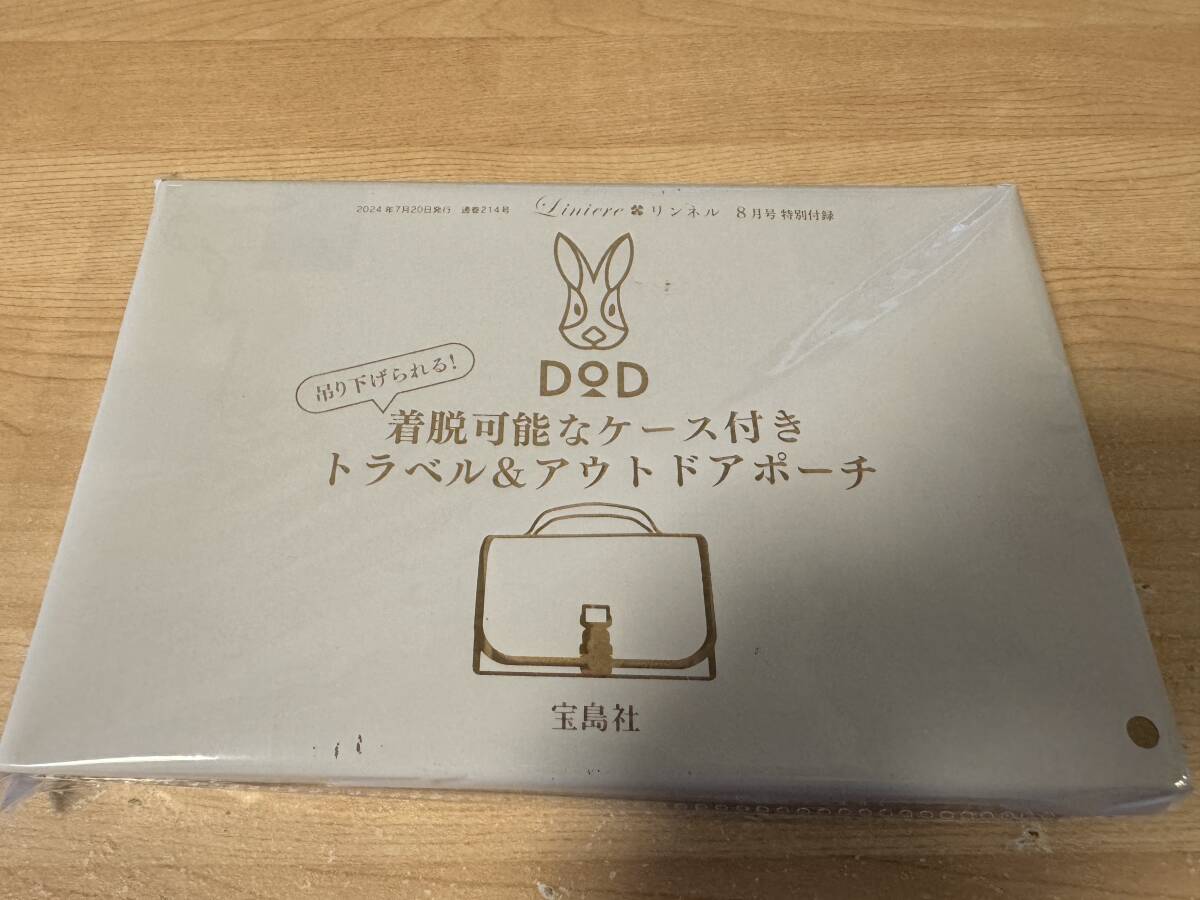 2024年7月20日発行 通巻214号 Liniere リンネル 8月号 特別付録
DOD
吊り下げられる!
着脱可能なケース付き
トラベル&アウトドアポーチ
宝島社